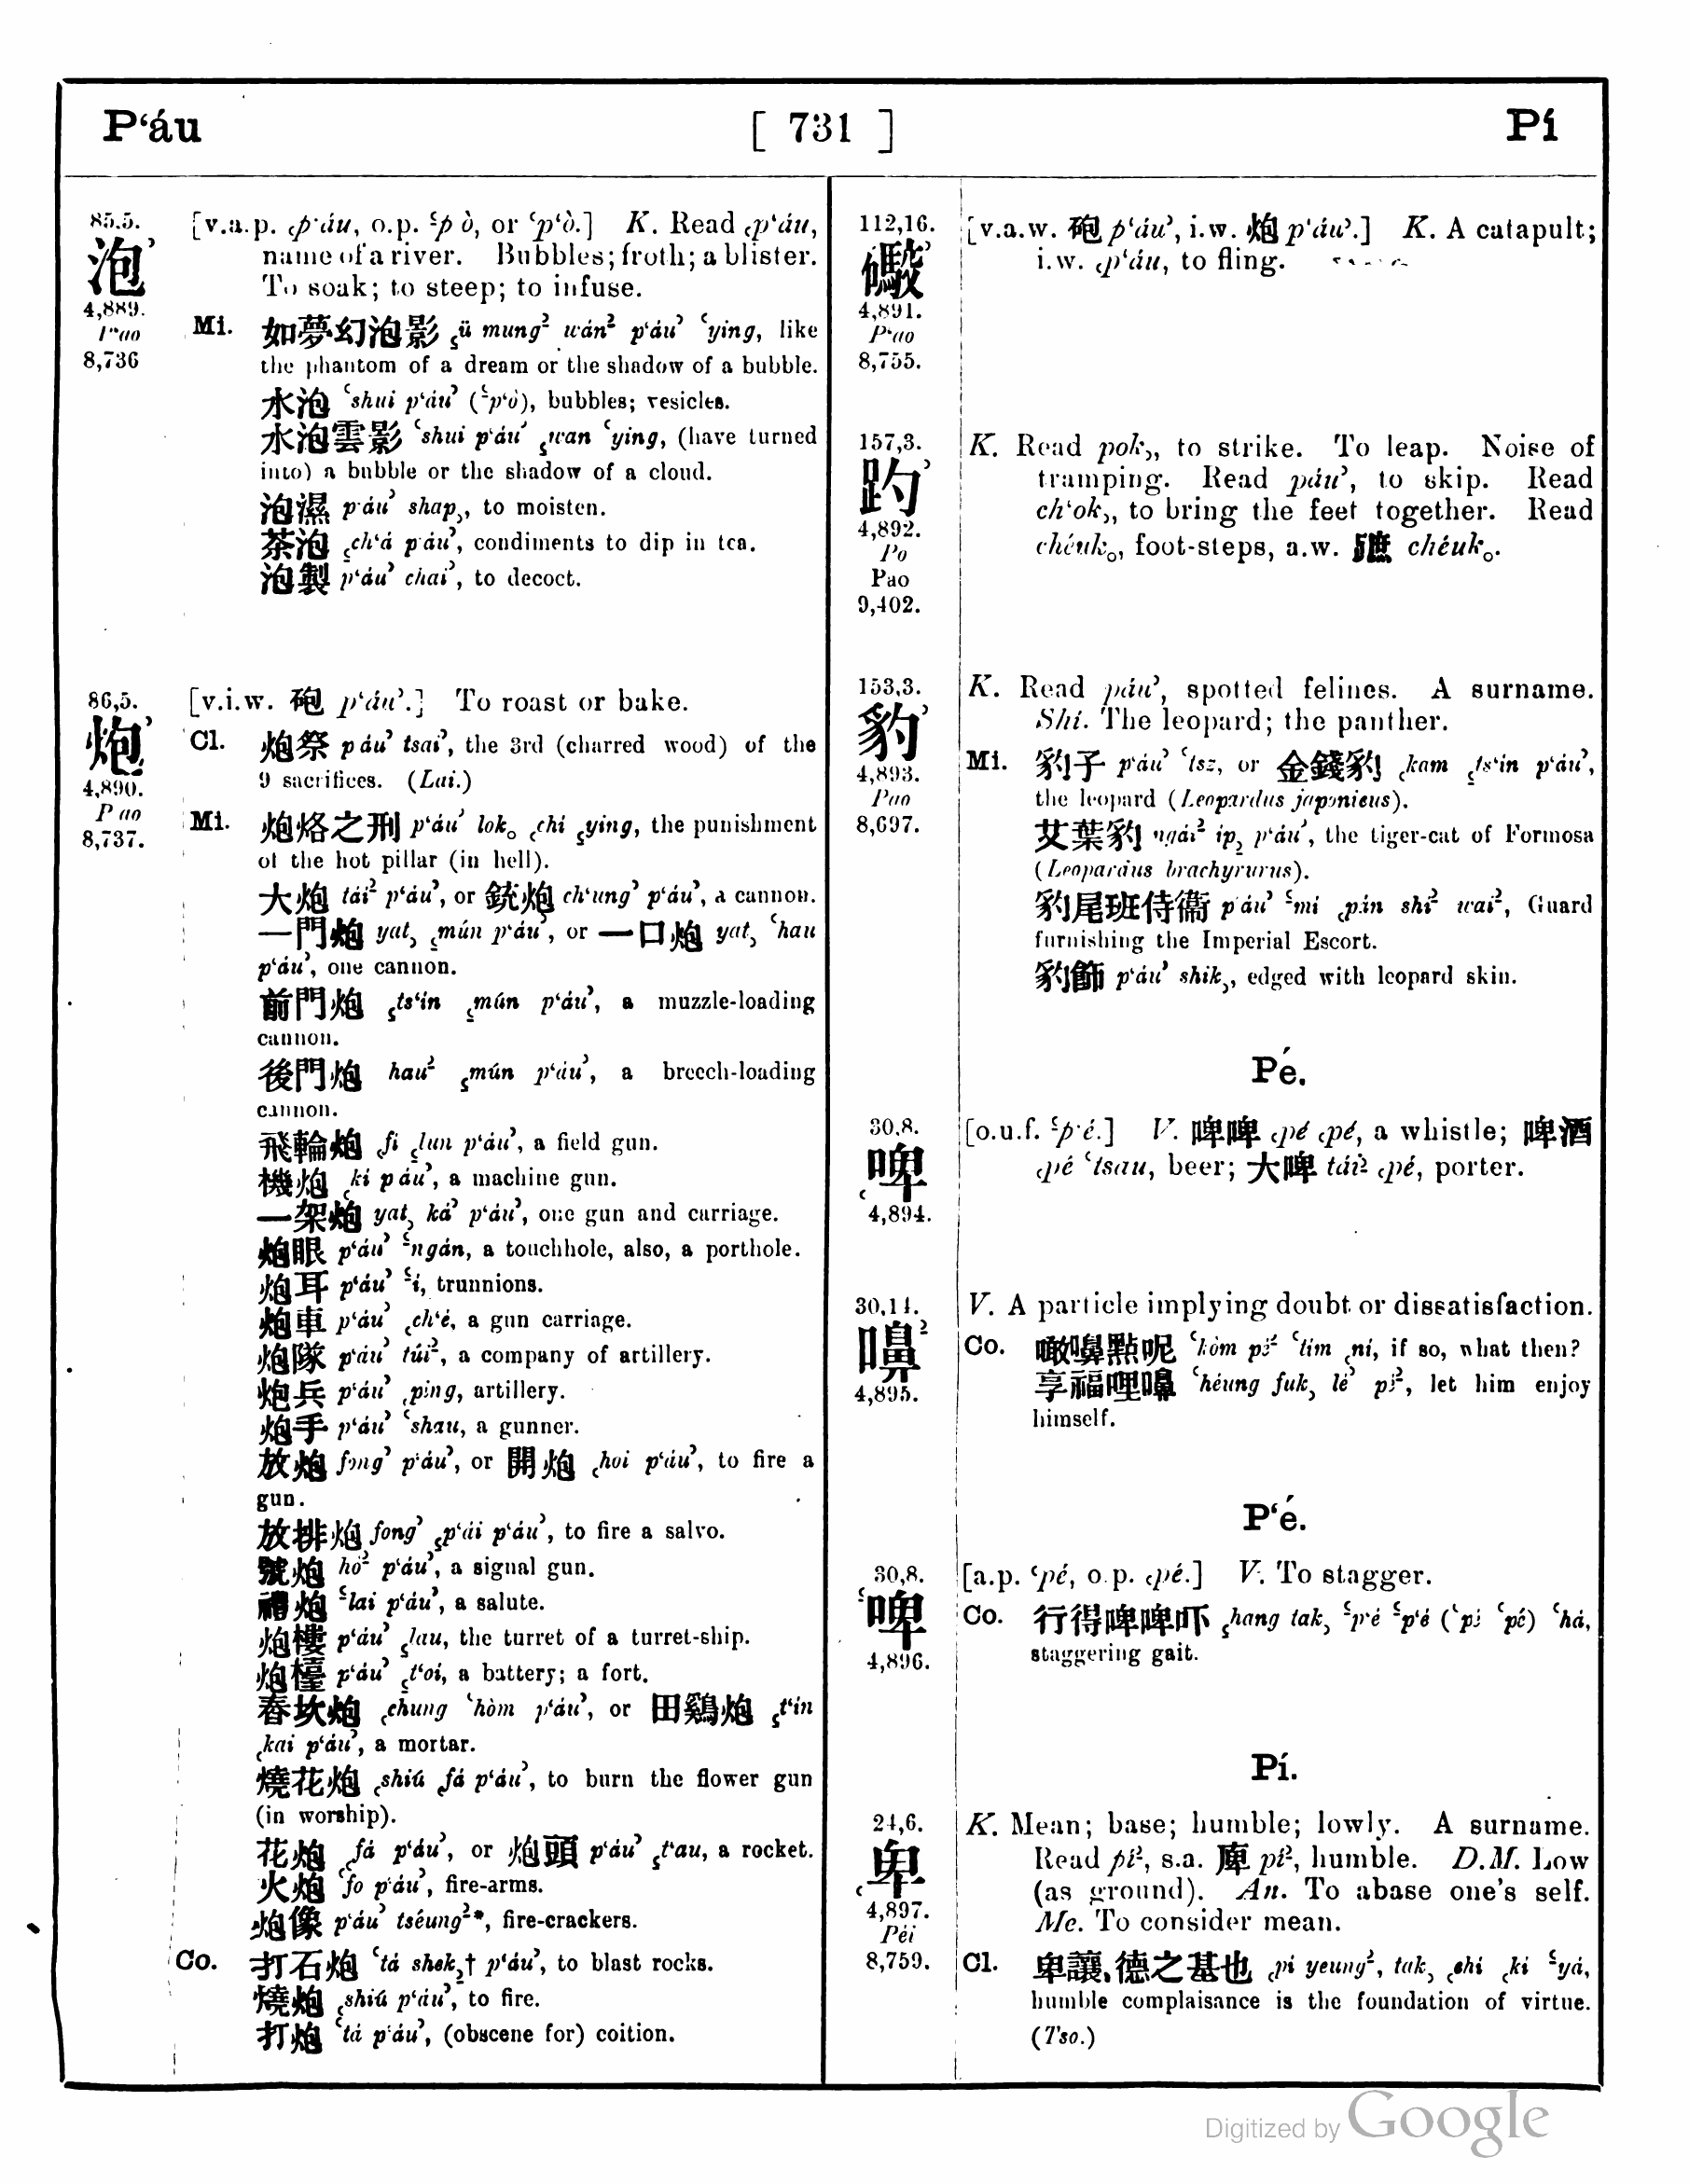 P‘áu
[ 731 ]
Pí
85.5.
泡
4,889.
P‘ao
8,736
[v.a.p. ꜀p‘áu, o.p. ꜂p‘ò, or ꜂p‘ò.] K. Read ꜀p‘áu,
name of a river. Bubbles; froth; a blister.
To soak; to steep; to infuse.
Mi. 如夢幻泡影 ꜁ü mung² wán² p‘áu꜄ ꜂ying, like
the phantom of a dream or the shadow of a bubble.
水泡 ꜂shui p‘áu꜄ (꜃p‘ò), bubbles; vesicles.
水泡雲影 ꜂shui p‘áu꜄ ꜁wan ꜂ying, (have turned
into) a bubble or the shadow of a cloud.
泡濕 p‘áu꜄ shap꜆, to moisten.
茶泡 ꜁ch‘á p‘áu꜄, condiments to dip in tea.
泡製 p‘áu꜄ chai꜄, to decoct.
86,5.
炮
4,890.
P‘ao
8,737.
[v.i.w. 砲 p‘áu꜄.] To roast or bake.
Cl. 炮祭 p‘áu꜄ tsai꜄, the 3rd (charred wood) of the
9 sacrifices. (Lai.)
Mi. 炮烙之刑 p‘áu꜄ lok꜀ ꜀chí ꜁ying, the punishment
of the hot pillar (in hell).
大炮 tái² p‘áu꜄, or 銃炮 ch‘ung꜄ p‘áu꜄, a cannon.
一門炮 yat꜆ ꜁mún p‘áu꜄, or 一口炮 yat꜆ ꜂hau
p‘áu꜄, one cannon.
前門炮 ꜁ts‘in ꜁mún p‘áu꜄, a muzzle-loading
cannon.
後門炮 hau² ꜁mún p‘áu꜄, a breech-loading
cannon.
飛輪炮 ꜀fi ꜁lun p‘áu꜄, a field gun.
機炮 ꜀ki p‘áu꜄, a machine gun.
一架炮 yat꜆ ká꜄ p‘áu꜄, one gun and carriage.
炮眼 p‘áu꜄ ꜃ngán, a touchhole, also, a porthole.
炮耳 p‘áu꜄ ꜃í, trunnions.
炮車 p‘áu꜄ ꜀ch‘é, a gun carriage.
炮隊 p‘áu꜄ túi², a company of artillery.
炮兵 p‘áu꜄ ꜀ping, artillery.
炮手 p‘áu꜄ ꜂shau, a gunner.
放炮 fong꜄ p‘áu꜄, or 開炮 ꜀hoi p‘áu꜄, to fire a
gun.
放排炮 fong꜄ ꜁p‘ái p‘áu꜄, to fire a salvo.
號炮 hò² p‘áu꜄, a signal gun.
禮炮 ꜃lai p‘áu꜄, a salute.
炮樓 p‘áu꜄ ꜁lau, the turret of a turret-ship.
炮檯 p‘áu꜄ ꜁t‘oi, a battery; a fort.
舂坎炮 ꜀chung ꜂hòm p‘áu꜄, or 田鷄炮 ꜁t‘in
꜀kai p‘áu꜄, a mortar.
燒花炮 ꜀shiú ꜀fá p‘áu꜄, to burn the flower gun
(in worship).
花炮 ꜀fá p‘áu꜄, or 炮頭 p‘áu꜄ ꜁t‘au, a rocket.
火炮 ꜂fo p‘áu꜄, fire-arms.
炮像 p‘áu꜄ tséung²*, fire-crackers.
Co. 打石炮 ꜂tá shek꜇† p‘áu꜄, to blast rocks.
燒炮 ꜀shiú p‘áu꜄, to fire.
打炮 ꜂tá p‘áu꜄, (obscene for) coition.
112,16.
4,891.
P‘ao
8,755.
[v.a.w. 砲 p‘áu꜄, i.w. 炮 p‘áu꜄.] K. A catapult;
i.w. ꜀p‘áu, to fling.
157,3.
趵
4,892.
Po
Pao
9,402.
K. Read pok꜆, to strike. To leap. Noise of
tramping. Read páu꜄, to skip. Read
ch‘ok꜆, to bring the feet together. Read
chéuk꜀, foot-steps, a.w. chéuk꜀.
153,3.
豹
4,893.
Pao
8,697.
K. Read páu꜄, spotted felines. A surname.
Shí. The leopard; the panther.
Mi. 豹子 p‘áu꜄ ꜂tsz, or 金錢豹 ꜀kam ꜁ts‘in p‘áu꜄,
the leopard (Leopardus japonieus).
艾葉豹 ngái² íp꜇ p‘áu꜄, the tiger-cat of Formosa
(Leopardus brachyrurus).
豹尾班侍衞 p‘áu꜄ ꜃mí ꜀pán shí² wai², Guard
furnishing the Imperial Escort.
豹飾 p‘áu꜄ shik꜆, edged with leopard skin.
Pé.
30,8.
啤
4,894.
[o.u.f. ꜃p‘é.] V. 啤啤 ꜀pé ꜀pé, a whistle; 啤酒
꜀pé ꜂tsau, beer; 大啤 tái² ꜀pé, porter.
30,14.
嚊
4,895.
V. A particle implying doubt or dissatisfaction.
Co. 噉嚊點呢 ꜂hòm pé² ꜂tím ꜀ní, if so, what then?
享福哩嚊 ꜂héung fuk꜆ lé꜄ pé², let him enjoy
himself.
P‘é.
30,8.
啤
4,896.
[a.p. ꜂pé, o.p. ꜀pé.] V. To stagger.
Co. 行得啤啤吓 ꜁hang tak꜆ ꜃p‘é ꜃p‘é (꜂pé ꜂pé) ꜂há,
staggering gait.
Pí.
24,6.
卑
4,897.
Péi
8,759.
K. Mean; base; humble; lowly. A surname.
Read pí², s.a. 庳 pí², humble. D.M. Low
(as ground). An. To abase one's self.
Me. To consider mean.
Cl. 卑讓、德之基也 ꜀pí yeung², tak꜆ ꜀chi ꜀ki ꜃yá,
humble complaisance is the foundation of virtue.
(Tso.)
Digitized by Google